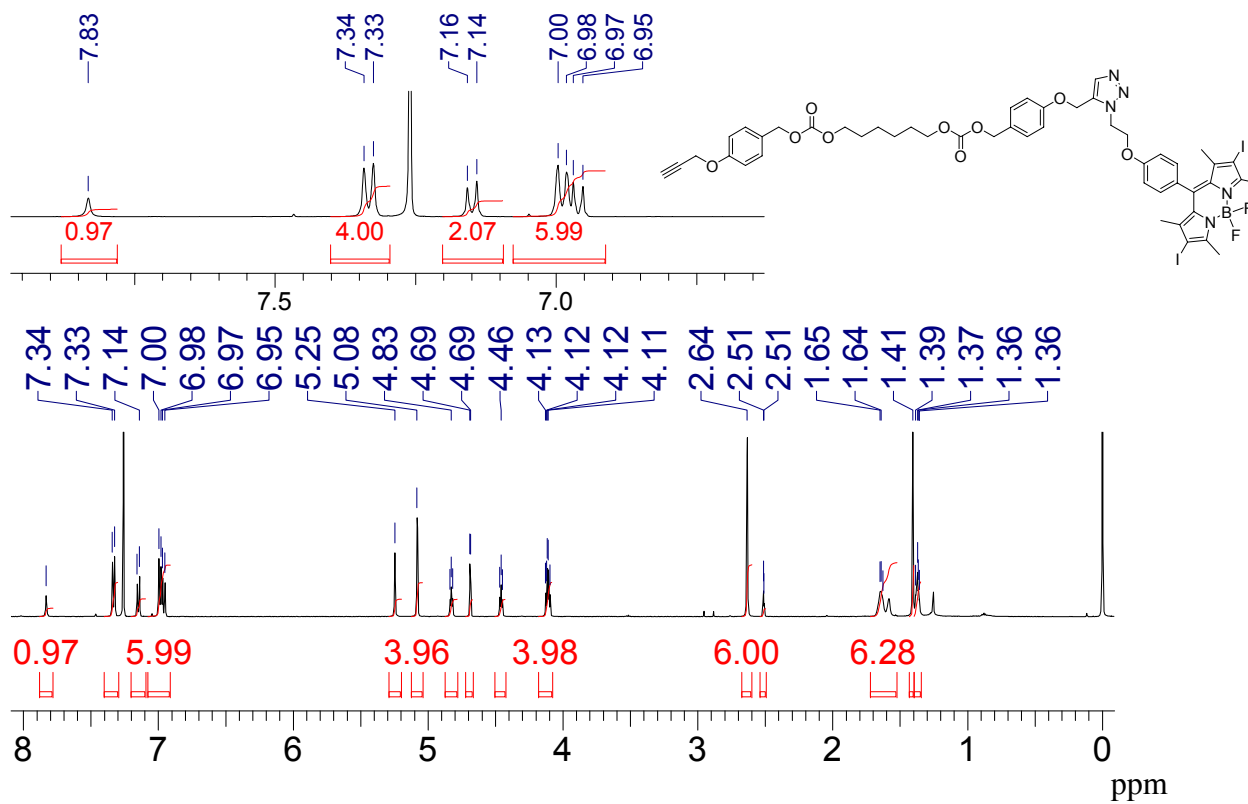 7.83
7.34
7.33
7.16
7.14
7.00
6.98
6.97
6.95
0.97
4.00
2.07
5.99
7.5
7.0
O
O
O
O
O
O
O
O
N
N
N
O
I
N
B
N
F
F
I
7.34
7.33
7.14
7.00
6.98
6.97
6.95
5.25
5.08
4.83
4.69
4.69
4.46
4.13
4.12
4.12
4.11
2.64
2.51
2.51
1.65
1.64
1.41
1.39
1.37
1.36
1.36
0.97
5.99
3.96
3.98
6.00
6.28
8
7
6
5
4
3
2
1
0
ppm